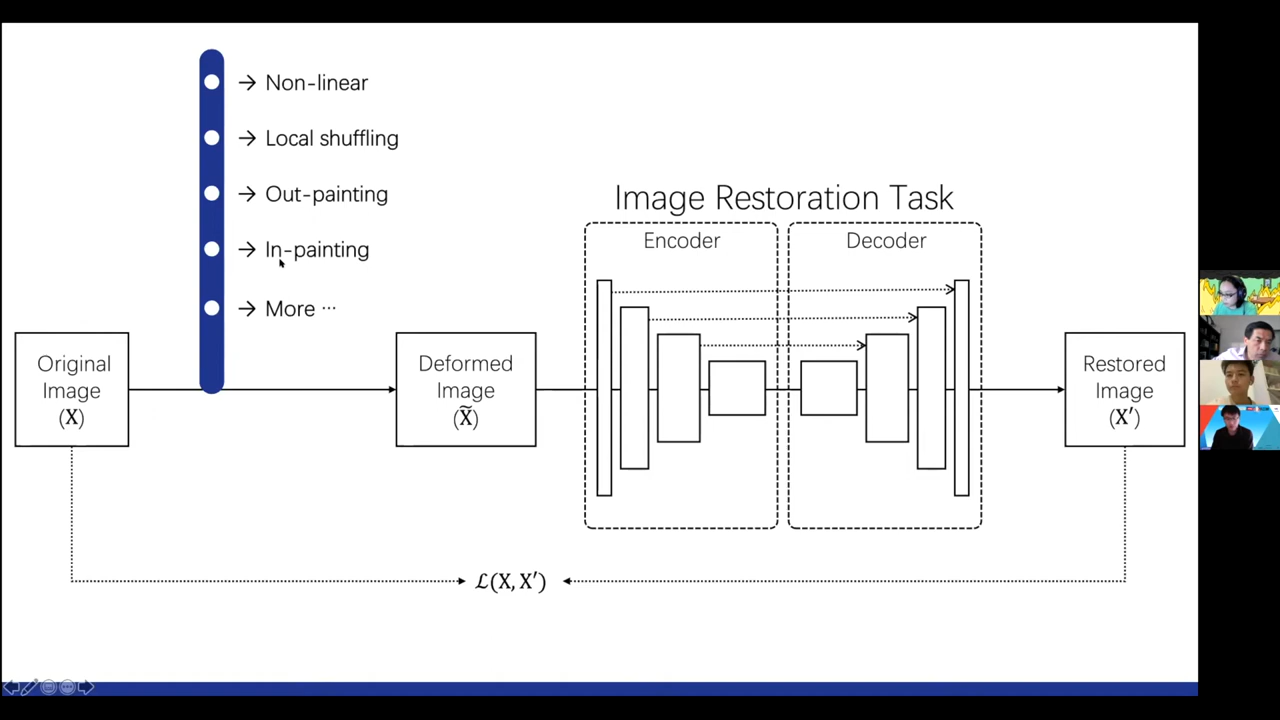 → Non-linear
→ Local shuffling
→ Out-painting
→ In-painting
→ More ···
Image Restoration Task
Encoder
Decoder
Original
Image
(X)
Deformed
Image
(X̃)
Restored
Image
(X′)
ℒ(X, X′)